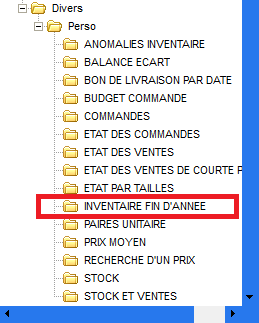 Divers
Perso
ANOMALIES INVENTAIRE
BALANCE ECART
BON DE LIVRAISON PAR DATE
BUDGET COMMANDE
COMMANDES
ETAT DES COMMANDES
ETAT DES VENTES
ETAT DES VENTES DE COURTE P
ETAT PAR TAILLES
INVENTAIRE FIN D'ANNEE
PAIRES UNITAIRE
PRIX MOYEN
RECHERCHE D'UN PRIX
STOCK
STOCK ET VENTES